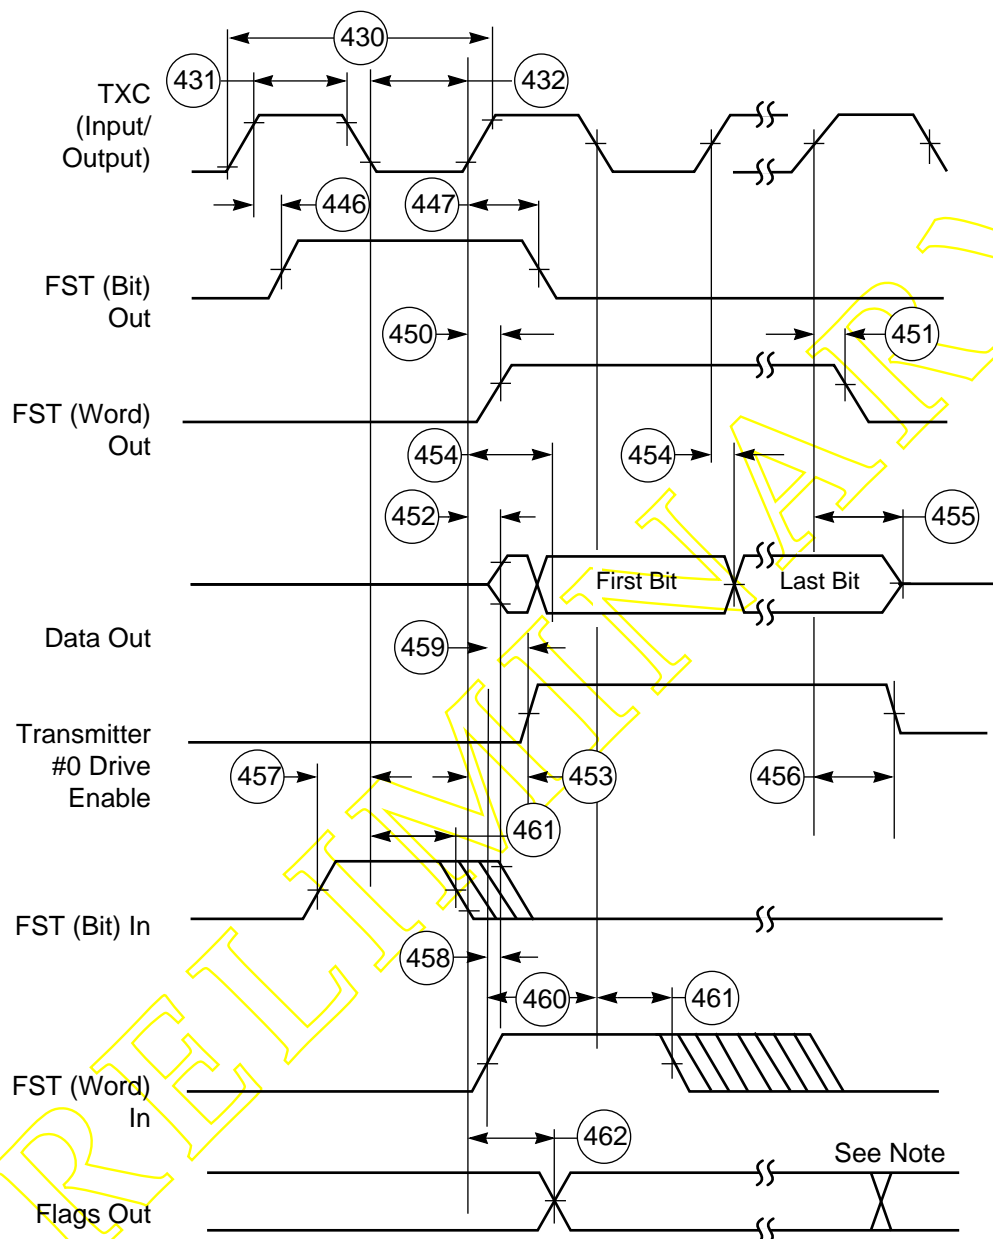 430
431
432
TXC
(Input/
Output)
446
447
FST (Bit)
Out
450
451
FST (Word)
Out
454
454
452
455
First Bit
Last Bit
Data Out
459
Transmitter
#0 Drive
Enable
457
453
456
461
FST (Bit) In
458
460
461
FST (Word)
In
462
See Note
Flags Out
RELIMINARY